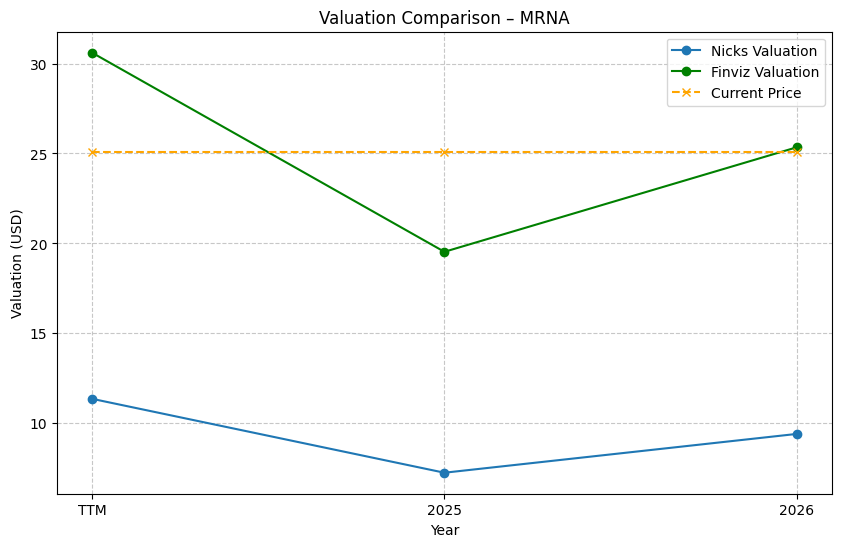 Valuation Comparison – MRNA
Nicks Valuation
Finviz Valuation
Current Price
Valuation (USD)
30
25
20
15
10
TTM
2025
2026
Year